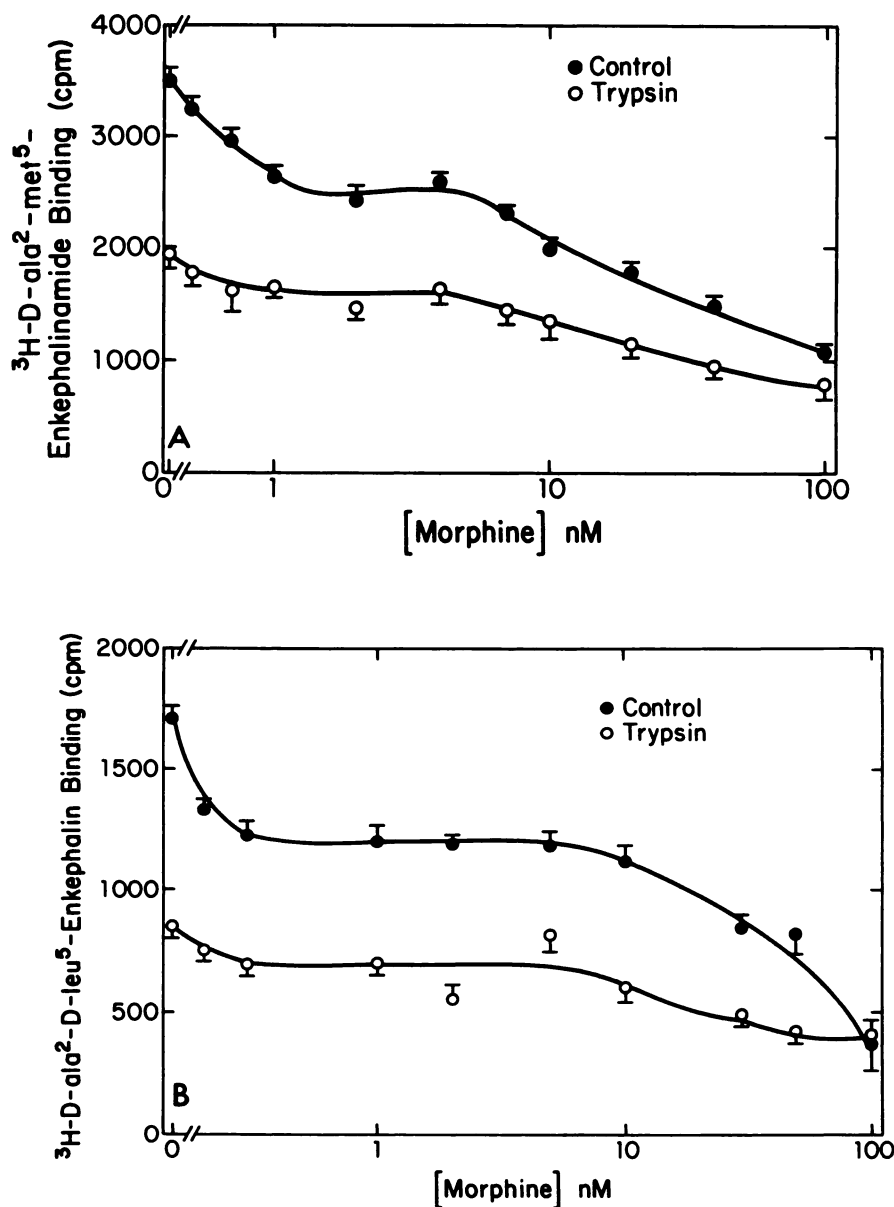 4000
3000
2000
1000
0
³H-D-ala²-met⁵-
Enkephalinamide Binding (cpm)
● Control
○ Trypsin
A
0 1 10 100
[Morphine] nM
2000
1500
1000
500
0
³H-D-ala²-D-leu⁵-Enkephalin Binding (cpm)
● Control
○ Trypsin
B
0 1 10 100
[Morphine] nM